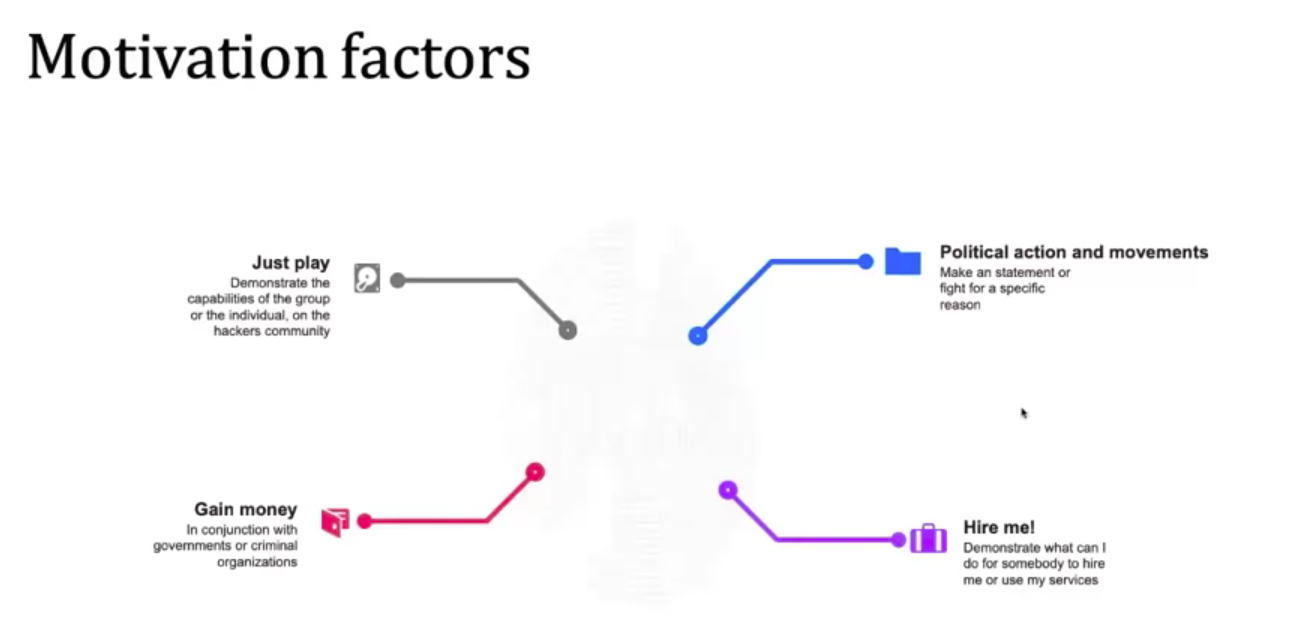 Motivation factors
Just play
Demonstrate the
capabilities of the group
or the individual, on the
hackers community
Political action and movements
Make an statement or
fight for a specific
reason
Gain money
In conjunction with
governments or criminal
organizations
Hire me!
Demonstrate what can I
do for somebody to hire
me or use my services